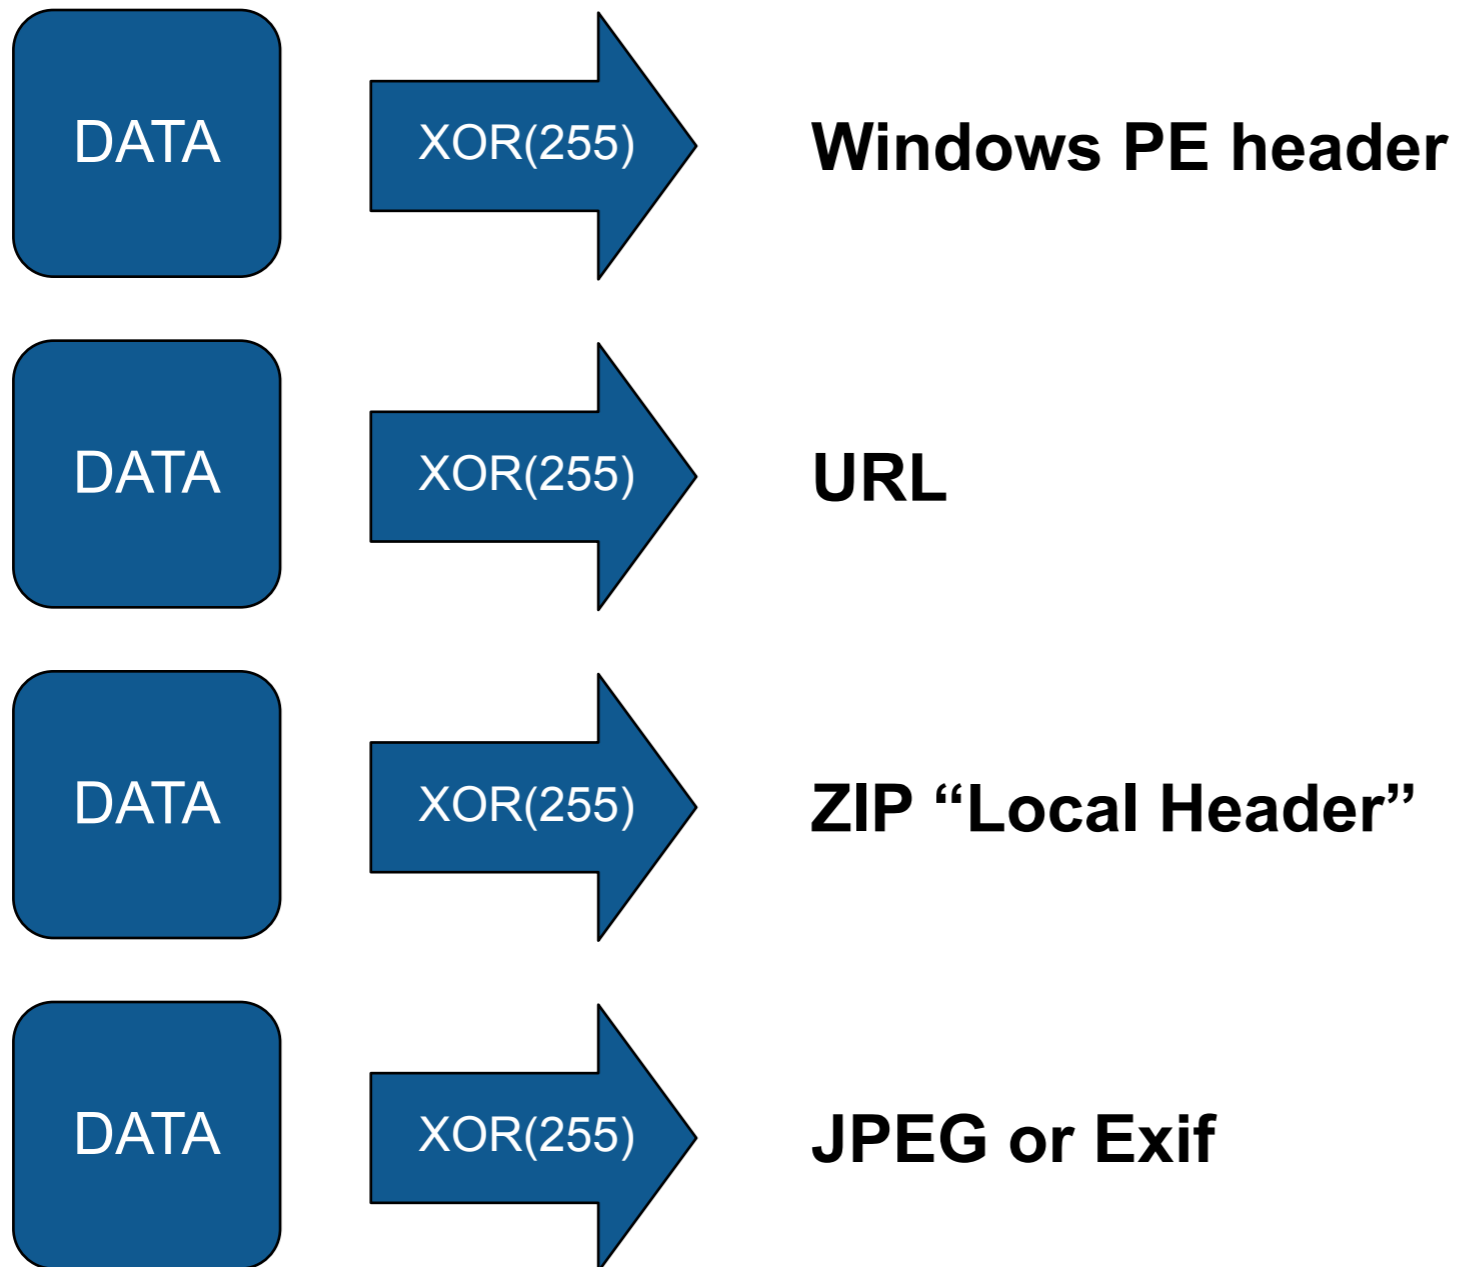 DATA XOR(255) Windows PE header
DATA XOR(255) URL
DATA XOR(255) ZIP “Local Header”
DATA XOR(255) JPEG or Exif